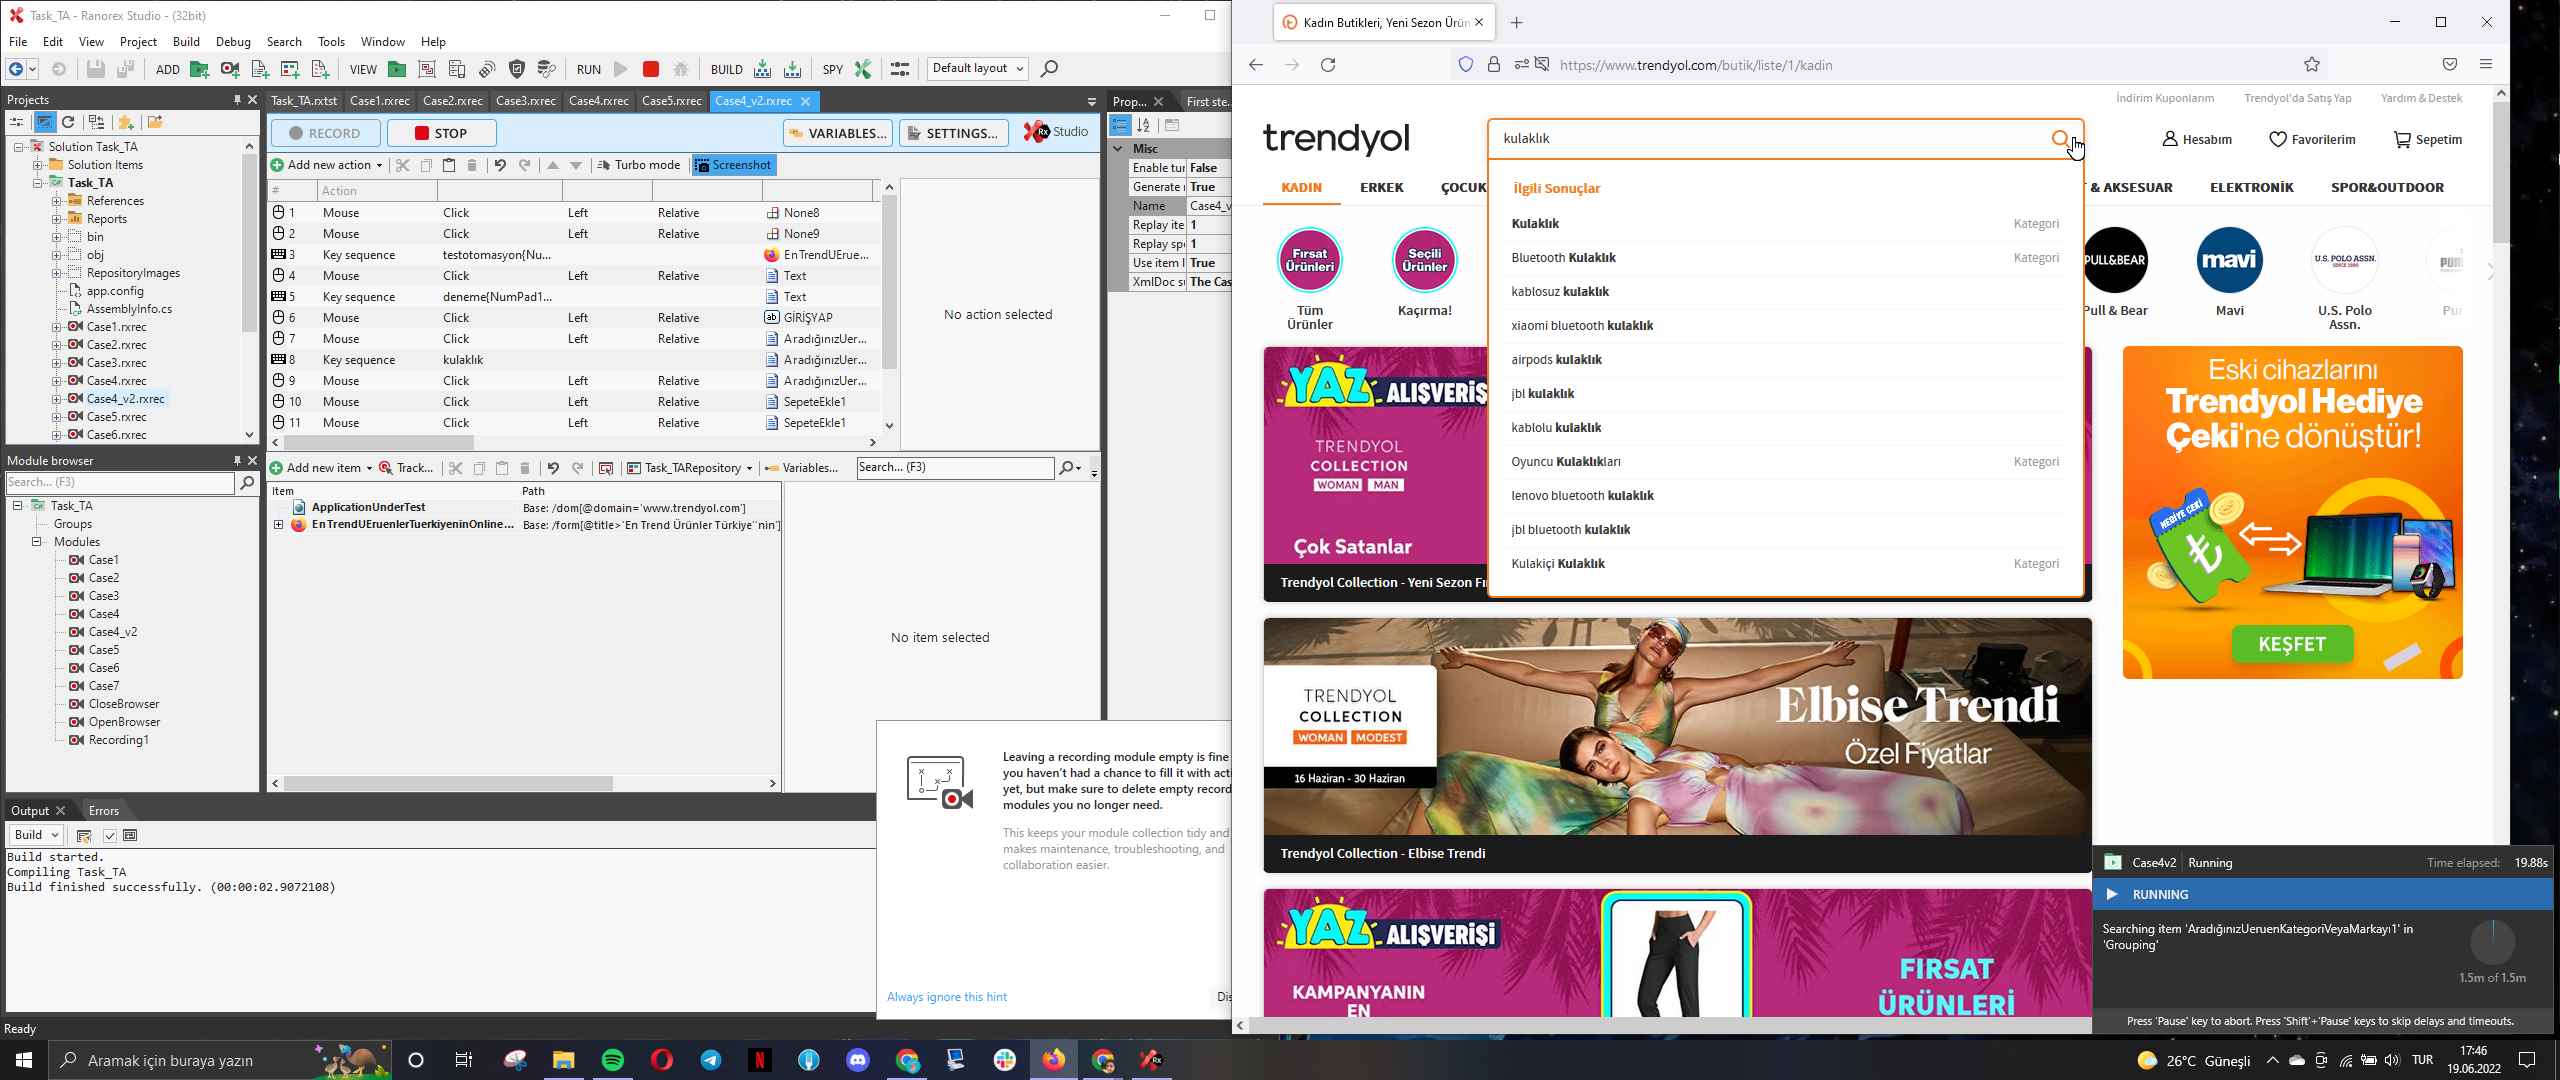 Task_TA - Ranorex Studio - (32bit)
File Edit View Project Build Debug Search Tools Window Help
ADD VIEW RUN BUILD SPY Default layout
Projects
Solution Task_TA
Solution Items
Task_TA
References
Reports
bin
obj
RepositoryImages
app.config
AssemblyInfo.cs
Case1.rxrec
Case2.rxrec
Case3.rxrec
Case4.rxrec
Case4_v2.rxrec
Case5.rxrec
Case6.rxrec
Module browser
Search... (F3)
Task_TA
Groups
Modules
Case1
Case2
Case3
Case4
Case4_v2
Case5
Case6
Case7
CloseBrowser
OpenBrowser
Recording1
Task_TA.rxtst Case1.rxrec Case2.rxrec Case3.rxrec Case4.rxrec Case5.rxrec Case4_v2.rxrec
RECORD STOP VARIABLES... SETTINGS... Rx Studio
Add new action Turbo mode Screenshot
# Action
1 Mouse Click Left Relative None8
2 Mouse Click Left Relative None9
3 Key sequence testotomasyon{Nu... EnTrendUErue...
4 Mouse Click Left Relative Text
5 Key sequence deneme{NumPad1... Text
6 Mouse Click Left Relative GİRİŞYAP
7 Mouse Click Left Relative AradığınızUer...
8 Key sequence kulaklık AradığınızUer...
9 Mouse Click Left Relative AradığınızUer...
10 Mouse Click Left Relative SepeteEkle1
11 Mouse Click Left Relative SepeteEkle1
No action selected
Add new item Track... Task_TARepository Variables... Search... (F3)
Item Path
ApplicationUnderTest Base: /dom[@domain='www.trendyol.com']
EnTrendUEruenlerTuerkiyeninOnline... Base: /form[@title>'En Trend Ürünler Türkiye''nin']
No item selected
Prop... First ste...
Misc
Enable tur False
Generate r True
Name Case4_v
Replay ite 1
Replay spe 1
Use item l True
XmlDoc su The Cas
Leaving a recording module empty is fine
you haven't had a chance to fill it with acti
yet, but make sure to delete empty record
modules you no longer need.
This keeps your module collection tidy and
makes maintenance, troubleshooting, and
collaboration easier.
Always ignore this hint Dis
Output Errors
Build
Build started.
Compiling Task_TA
Build finished successfully. (00:00:02.9072108)
Ready
Kadın Butikleri, Yeni Sezon Ürün
https://www.trendyol.com/butik/liste/1/kadin
İndirim Kuponlarım Trendyol'da Satış Yap Yardım & Destek
trendyol
kulaklık
Hesabım Favorilerim Sepetim
KADIN ERKEK ÇOCUK & AKSESUAR ELEKTRONİK SPOR&OUTDOOR
İlgili Sonuçlar
Kulaklık Kategori
Bluetooth Kulaklık Kategori
kablosuz kulaklık
xiaomi bluetooth kulaklık
airpods kulaklık
jbl kulaklık
kablolu kulaklık
Oyuncu Kulaklıkları Kategori
lenovo bluetooth kulaklık
jbl bluetooth kulaklık
Kulakiçi Kulaklık Kategori
Fırsat
Ürünleri
Tüm
Ürünler
Seçili
Ürünler
Kaçırma!
PULL&BEAR
Pull & Bear
mavi
Mavi
U.S. POLO ASSN.
SINCE 1890
U.S. Polo
Assn.
PUM
Pur
YAZ ALIŞVERİŞ
TRENDYOL
COLLECTION
WOMAN MAN
Çok Satanlar
Trendyol Collection - Yeni Sezon Fı
Eski cihazlarını
Trendyol Hediye
Çeki'ne dönüştür!
HEDİYE ÇEKİ
KEŞFET
TRENDYOL
COLLECTION
WOMAN MODEST
16 Haziran - 30 Haziran
Elbise Trendi
Özel Fiyatlar
Trendyol Collection - Elbise Trendi
YAZ ALIŞVERİŞİ
KAMPANYANIN
EN
FIRSAT
ÜRÜNLERİ
Case4v2 Running Time elapsed: 19.88s
RUNNING
Searching item 'AradığınızUeruenKategoriVeyaMarkayı1' in
'Grouping'
1.5m of 1.5m
Press 'Pause' key to abort. Press 'Shift'+'Pause' keys to skip delays and timeouts.
Aramak için buraya yazın
26°C Güneşli TUR 17:46
19.06.2022